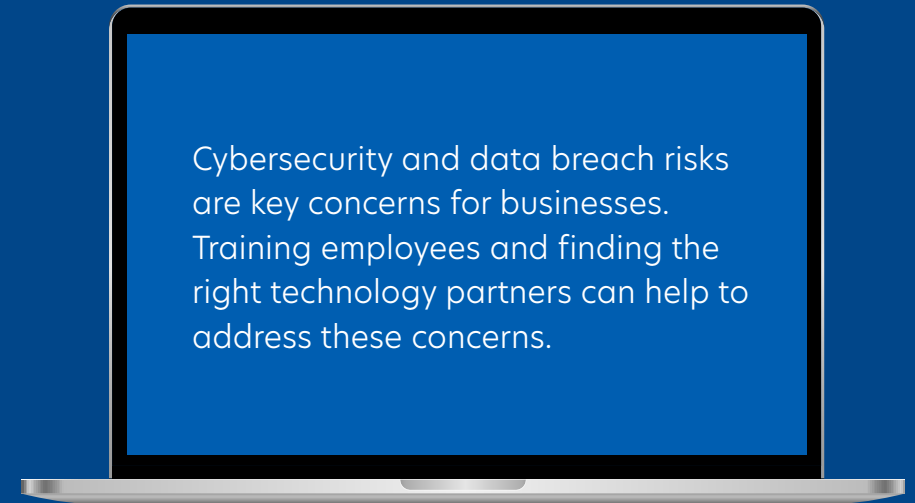 Cybersecurity and data breach risks
are key concerns for businesses.
Training employees and finding the
right technology partners can help to
address these concerns.